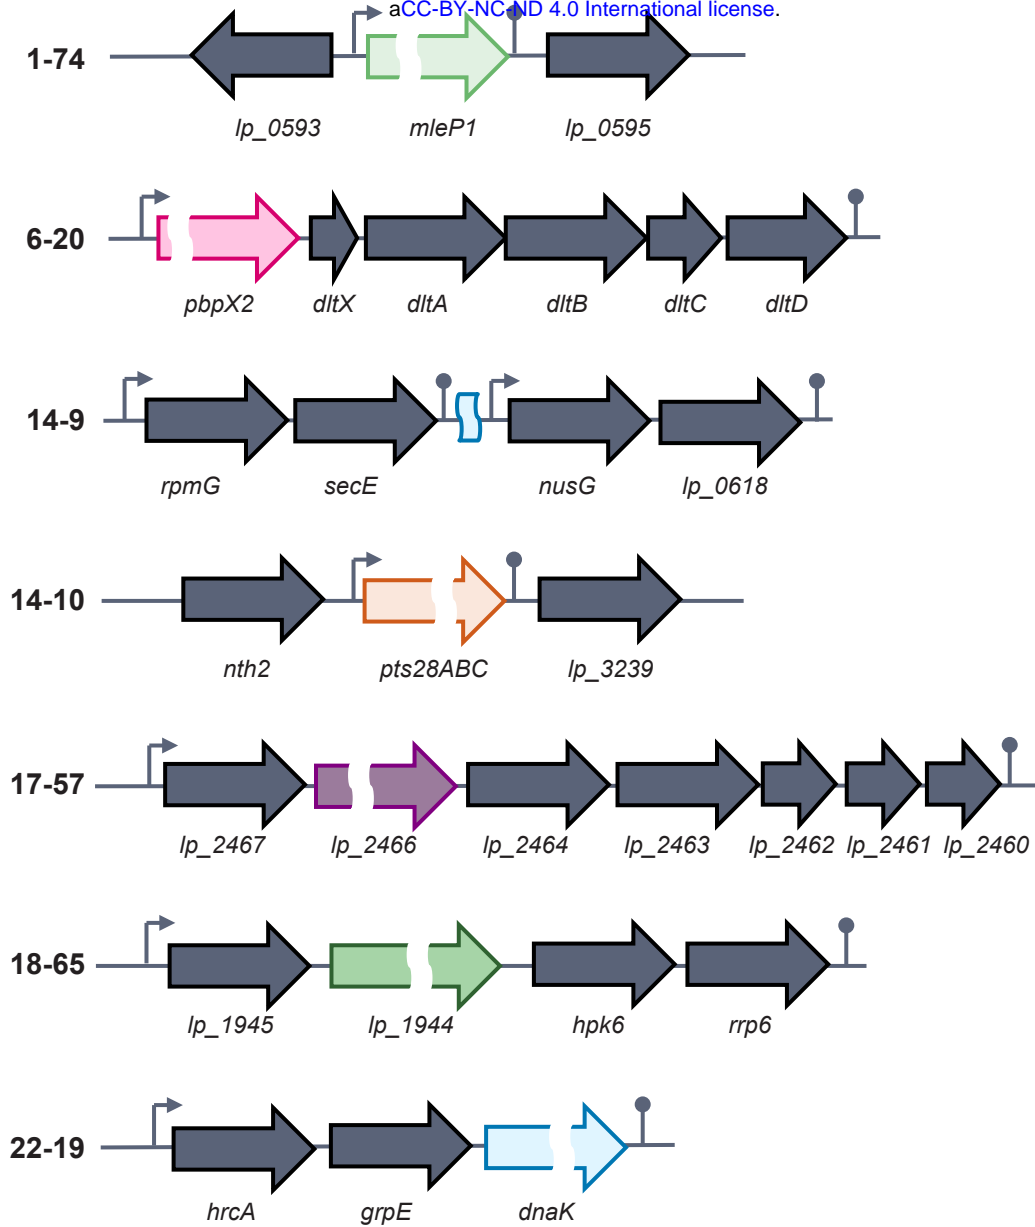 aCC-BY-NC-ND 4.0 International license.
1-74
lp_0593 mleP1 lp_0595
6-20
pbpX2 dltX dltA dltB dltC dltD
14-9
rpmG secE nusG lp_0618
14-10
nth2 pts28ABC lp_3239
17-57
lp_2467 lp_2466 lp_2464 lp_2463 lp_2462 lp_2461 lp_2460
18-65
lp_1945 lp_1944 hpk6 rrp6
22-19
hrcA grpE dnaK